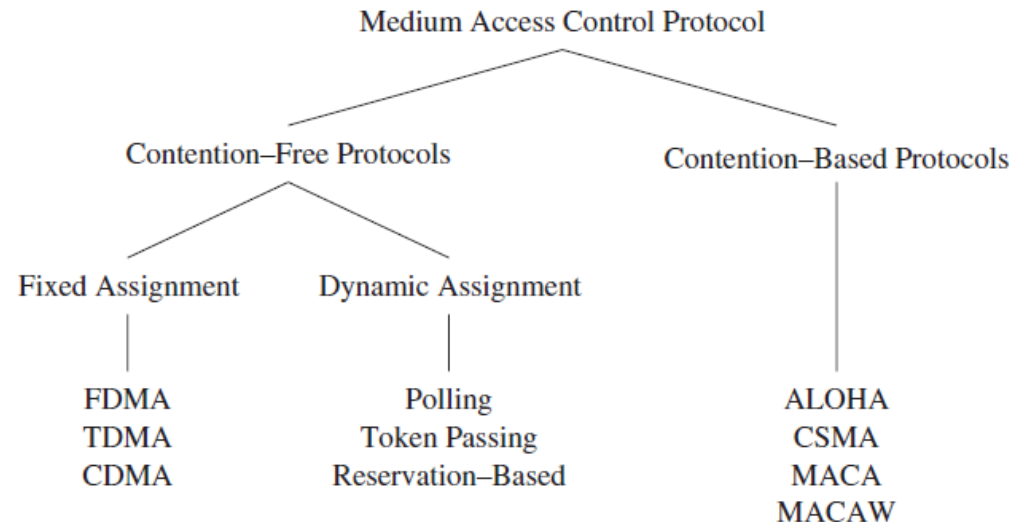 Medium Access Control Protocol
Contention–Free Protocols
Contention–Based Protocols
Fixed Assignment
Dynamic Assignment
FDMA
TDMA
CDMA
Polling
Token Passing
Reservation–Based
ALOHA
CSMA
MACA
MACAW